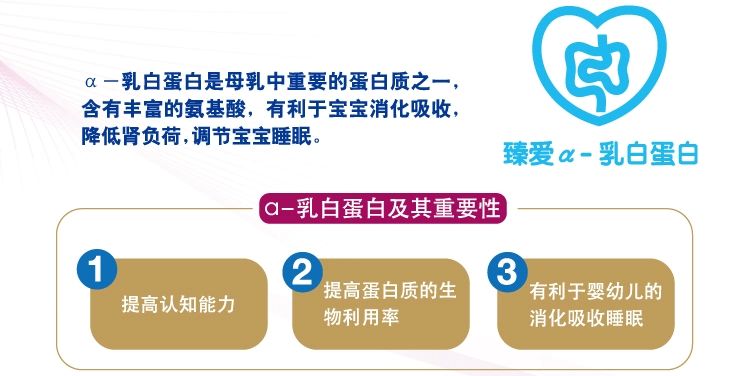 α－乳白蛋白是母乳中重要的蛋白质之一，
含有丰富的氨基酸，有利于宝宝消化吸收，
降低肾负荷，调节宝宝睡眠。
臻爱α-乳白蛋白
α-乳白蛋白及其重要性
1
提高认知能力
2
提高蛋白质的生
物利用率
3
有利于婴幼儿的
消化吸收睡眠